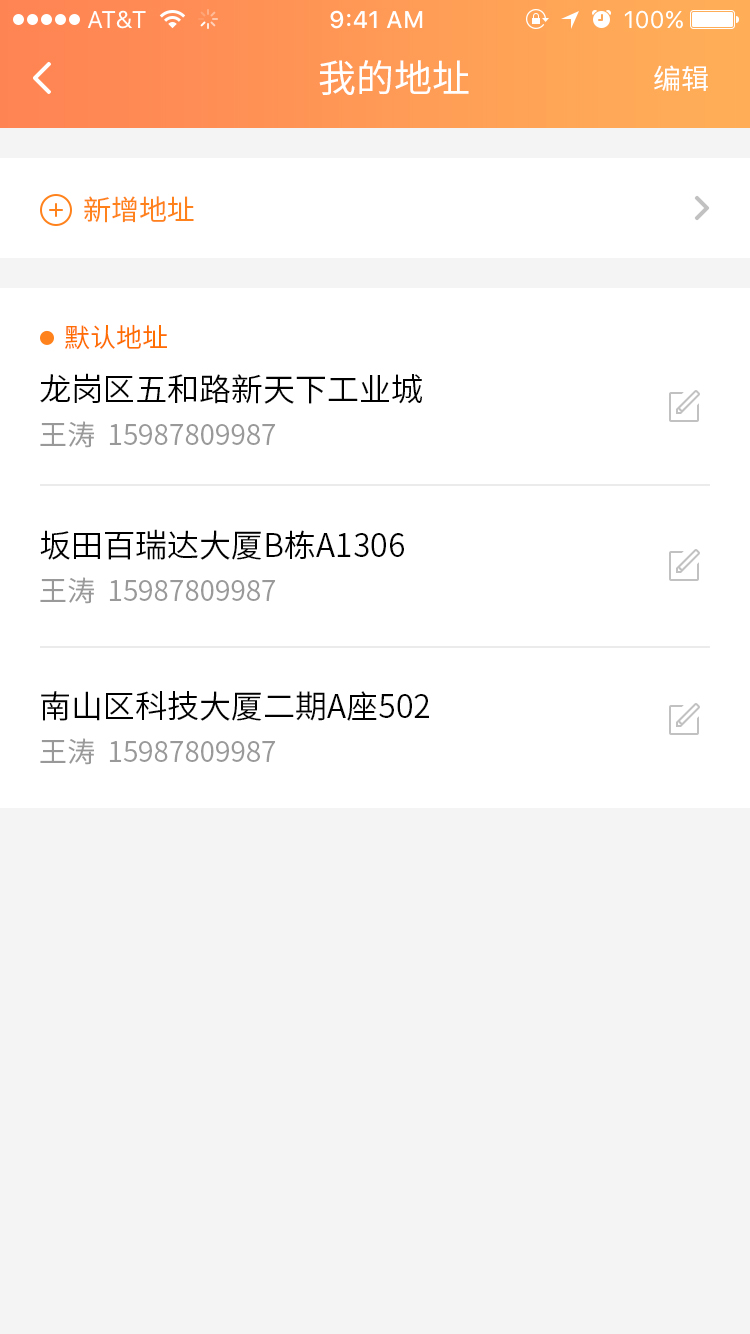 AT&T 9:41 AM 100%
我的地址 编辑
新增地址
默认地址
龙岗区五和路新天下工业城
王涛 15987809987
坂田百瑞达大厦B栋A1306
王涛 15987809987
南山区科技大厦二期A座502
王涛 15987809987